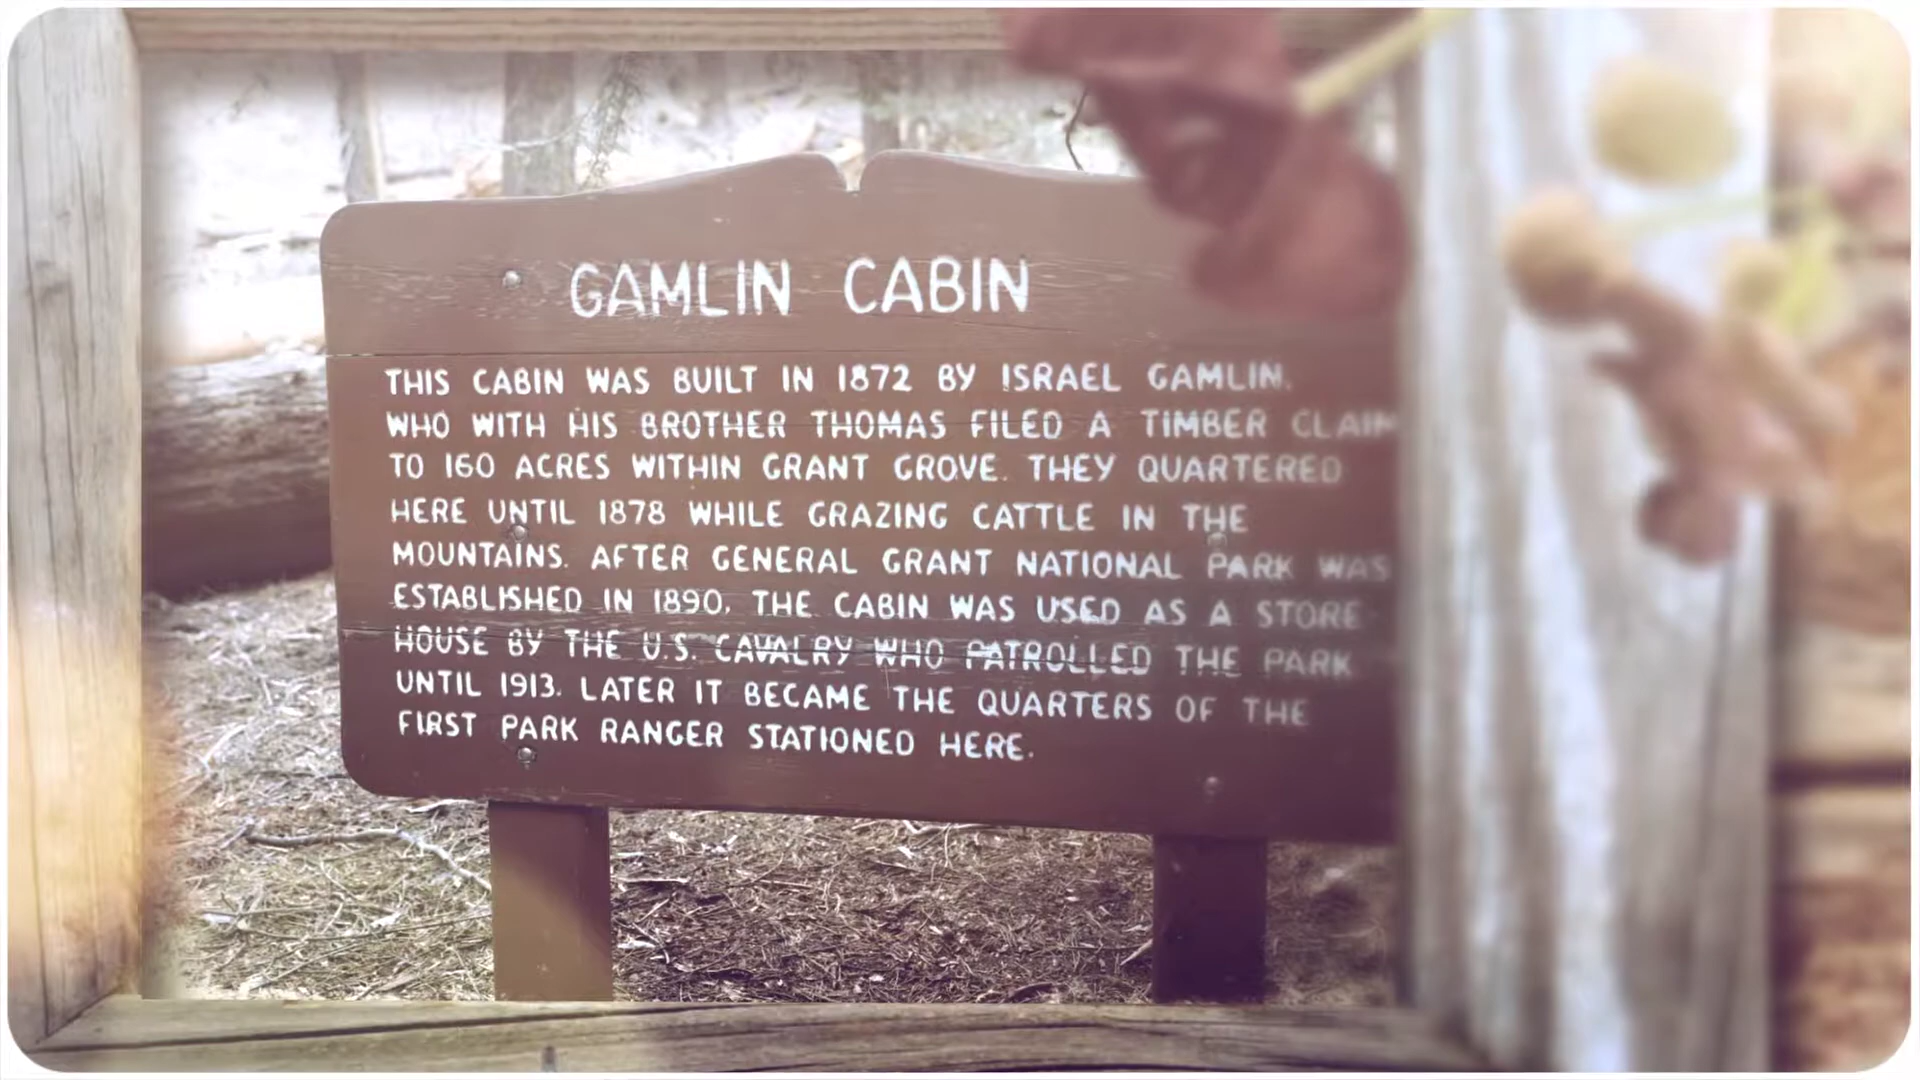 GAMLIN CABIN
THIS CABIN WAS BUILT IN 1872 BY ISRAEL GAMLIN.
WHO WITH HIS BROTHER THOMAS FILED A TIMBER CLAIM
TO 160 ACRES WITHIN GRANT GROVE. THEY QUARTERED
HERE UNTIL 1878 WHILE GRAZING CATTLE IN THE
MOUNTAINS. AFTER GENERAL GRANT NATIONAL PARK WAS
ESTABLISHED IN 1890, THE CABIN WAS USED AS A STORE-
HOUSE BY THE U.S. CAVALRY WHO PATROLLED THE PARK
UNTIL 1913. LATER IT BECAME THE QUARTERS OF THE
FIRST PARK RANGER STATIONED HERE.